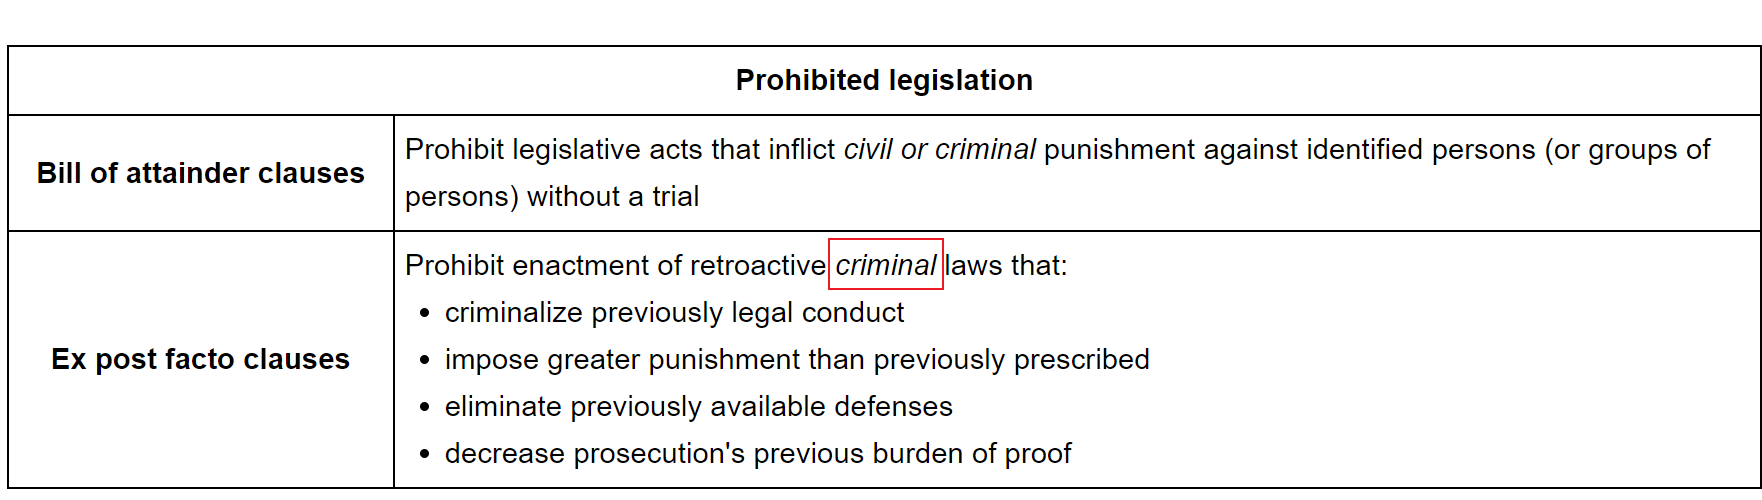 Prohibited legislation
Bill of attainder clauses
Prohibit legislative acts that inflict civil or criminal punishment against identified persons (or groups of
persons) without a trial
Ex post facto clauses
Prohibit enactment of retroactive criminal laws that:
• criminalize previously legal conduct
• impose greater punishment than previously prescribed
• eliminate previously available defenses
• decrease prosecution's previous burden of proof